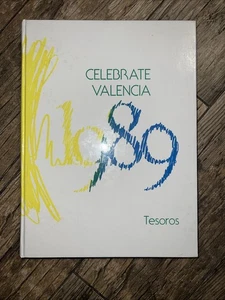 CELEBRATE
VALENCIA
1989
Tesoros